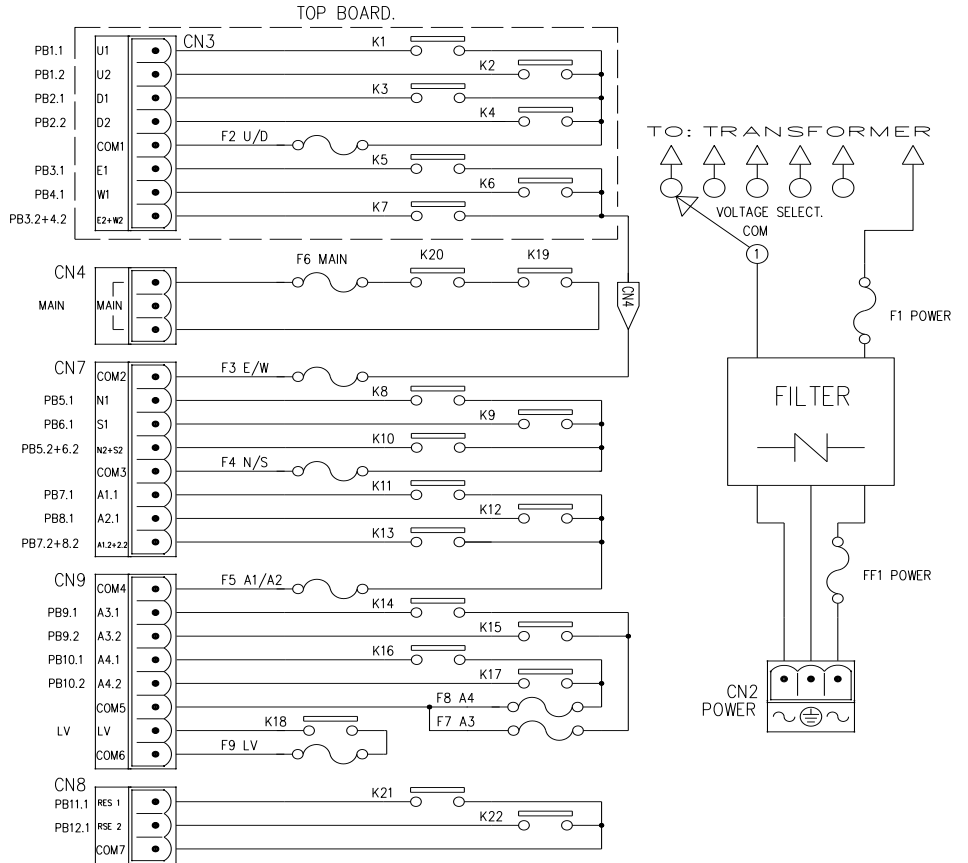 TOP BOARD.
CN3
PB1.1 U1 K1
PB1.2 U2 K2
PB2.1 D1 K3
PB2.2 D2 K4
COM1 F2 U/D
PB3.1 E1 K5
PB4.1 W1 K6
PB3.2+4.2 E2+W2 K7
CN4
F6 MAIN K20 K19
MAIN MAIN
CN4
CN7
COM2 F3 E/W
PB5.1 N1 K8
PB6.1 S1 K9
PB5.2+6.2 N2+S2 K10
COM3 F4 N/S
PB7.1 A1.1 K11
PB8.1 A2.1 K12
PB7.2+8.2 A1.2+2.2 K13
CN9
COM4 F5 A1/A2
PB9.1 A3.1 K14
PB9.2 A3.2 K15
PB10.1 A4.1 K16
PB10.2 A4.2 K17
COM5 F8 A4
F7 A3
LV LV K18
COM6 F9 LV
CN8
PB11.1 RES 1 K21
PB12.1 RSE 2 K22
COM7
TO: TRANSFORMER
VOLTAGE SELECT.
COM
1
F1 POWER
FILTER
FF1 POWER
CN2
POWER